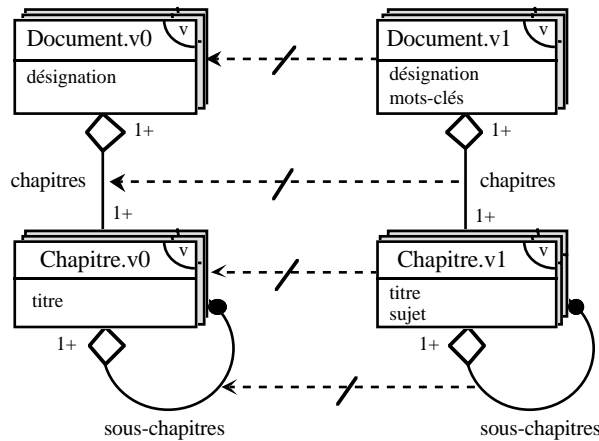 Document.v0 v
Document.v1 v
désignation
désignation
mots-clés
1+
1+
chapitres
chapitres
1+
1+
Chapitre.v0 v
Chapitre.v1 v
titre
titre
sujet
1+
1+
sous-chapitres
sous-chapitres